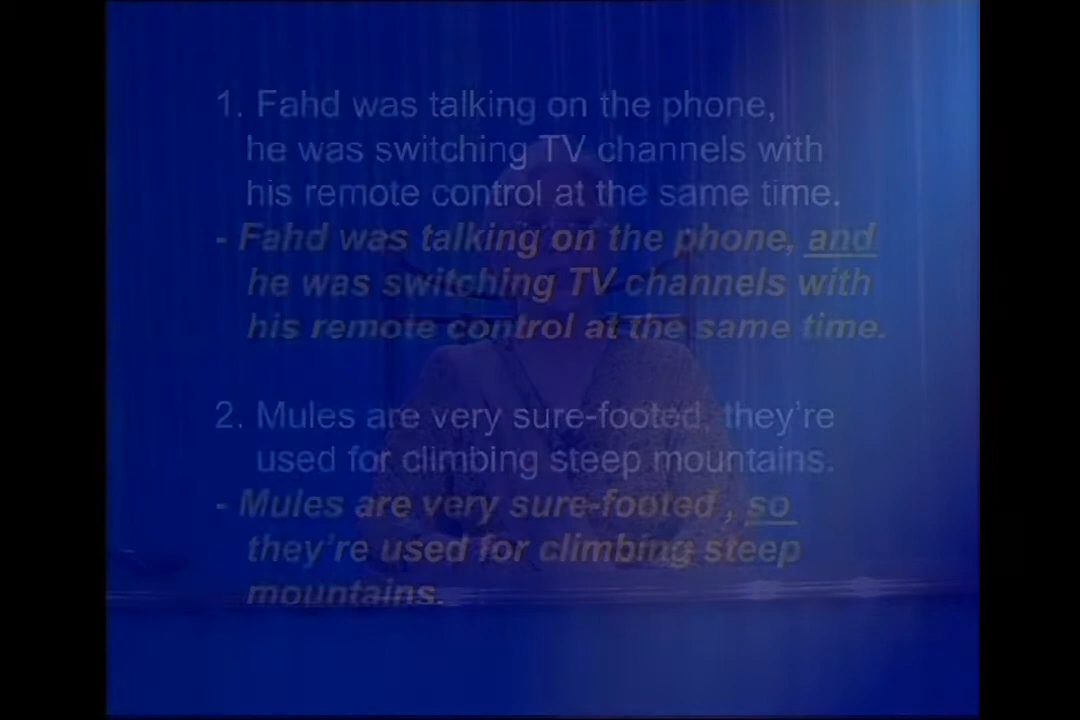 1. Fahd was talking on the phone,
he was switching TV channels with
his remote control at the same time.
- Fahd was talking on the phone, and
he was switching TV channels with
his remote control at the same time.
2. Mules are very sure-footed, they're
used for climbing steep mountains.
- Mules are very sure-footed , so
they're used for climbing steep
mountains.